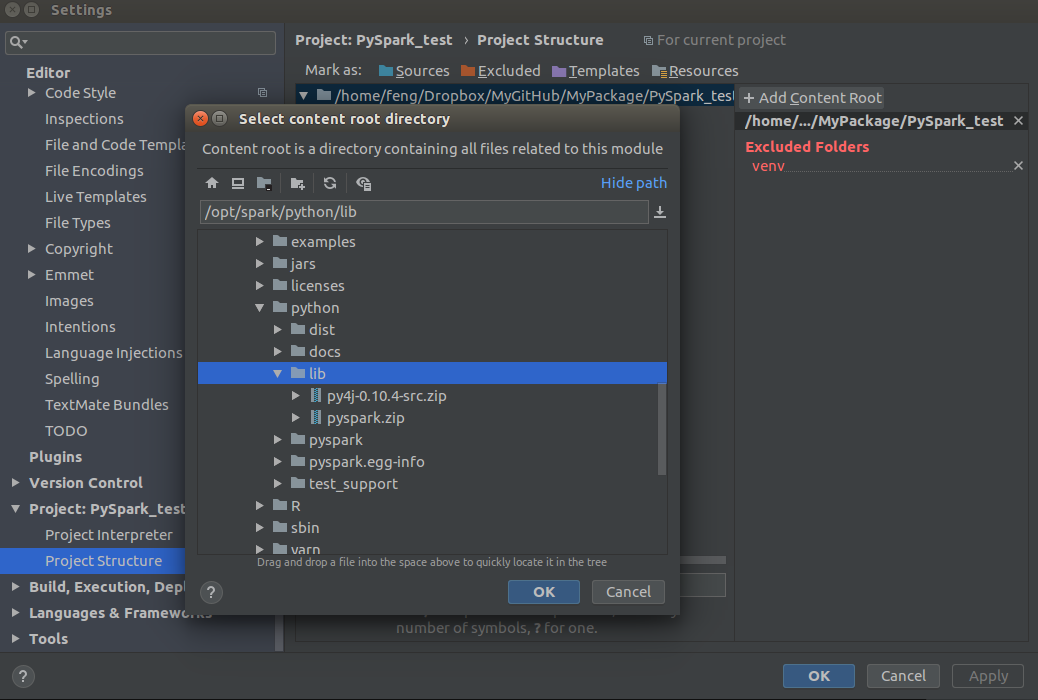 Settings
Editor
Code Style
Inspections
File and Code Templa
File Encodings
Live Templates
File Types
Copyright
Emmet
Images
Intentions
Language Injections
Spelling
TextMate Bundles
TODO
Plugins
Version Control
Project: PySpark_test
Project Interpreter
Project Structure
Build, Execution, Depl
Languages & Frameworks
Tools
Project: PySpark_test › Project Structure
For current project
Mark as: Sources Excluded Templates Resources
/home/feng/Dropbox/MyGitHub/MyPackage/PySpark_test
+ Add Content Root
/home/.../MyPackage/PySpark_test
Excluded Folders
venv
Select content root directory
Content root is a directory containing all files related to this module
Hide path
/opt/spark/python/lib
examples
jars
licenses
python
dist
docs
lib
py4j-0.10.4-src.zip
pyspark.zip
pyspark
pyspark.egg-info
test_support
R
sbin
yarn
Drag and drop a file into the space above to quickly locate it in the tree
? OK Cancel
number of symbols, ? for one.
? OK Cancel Apply